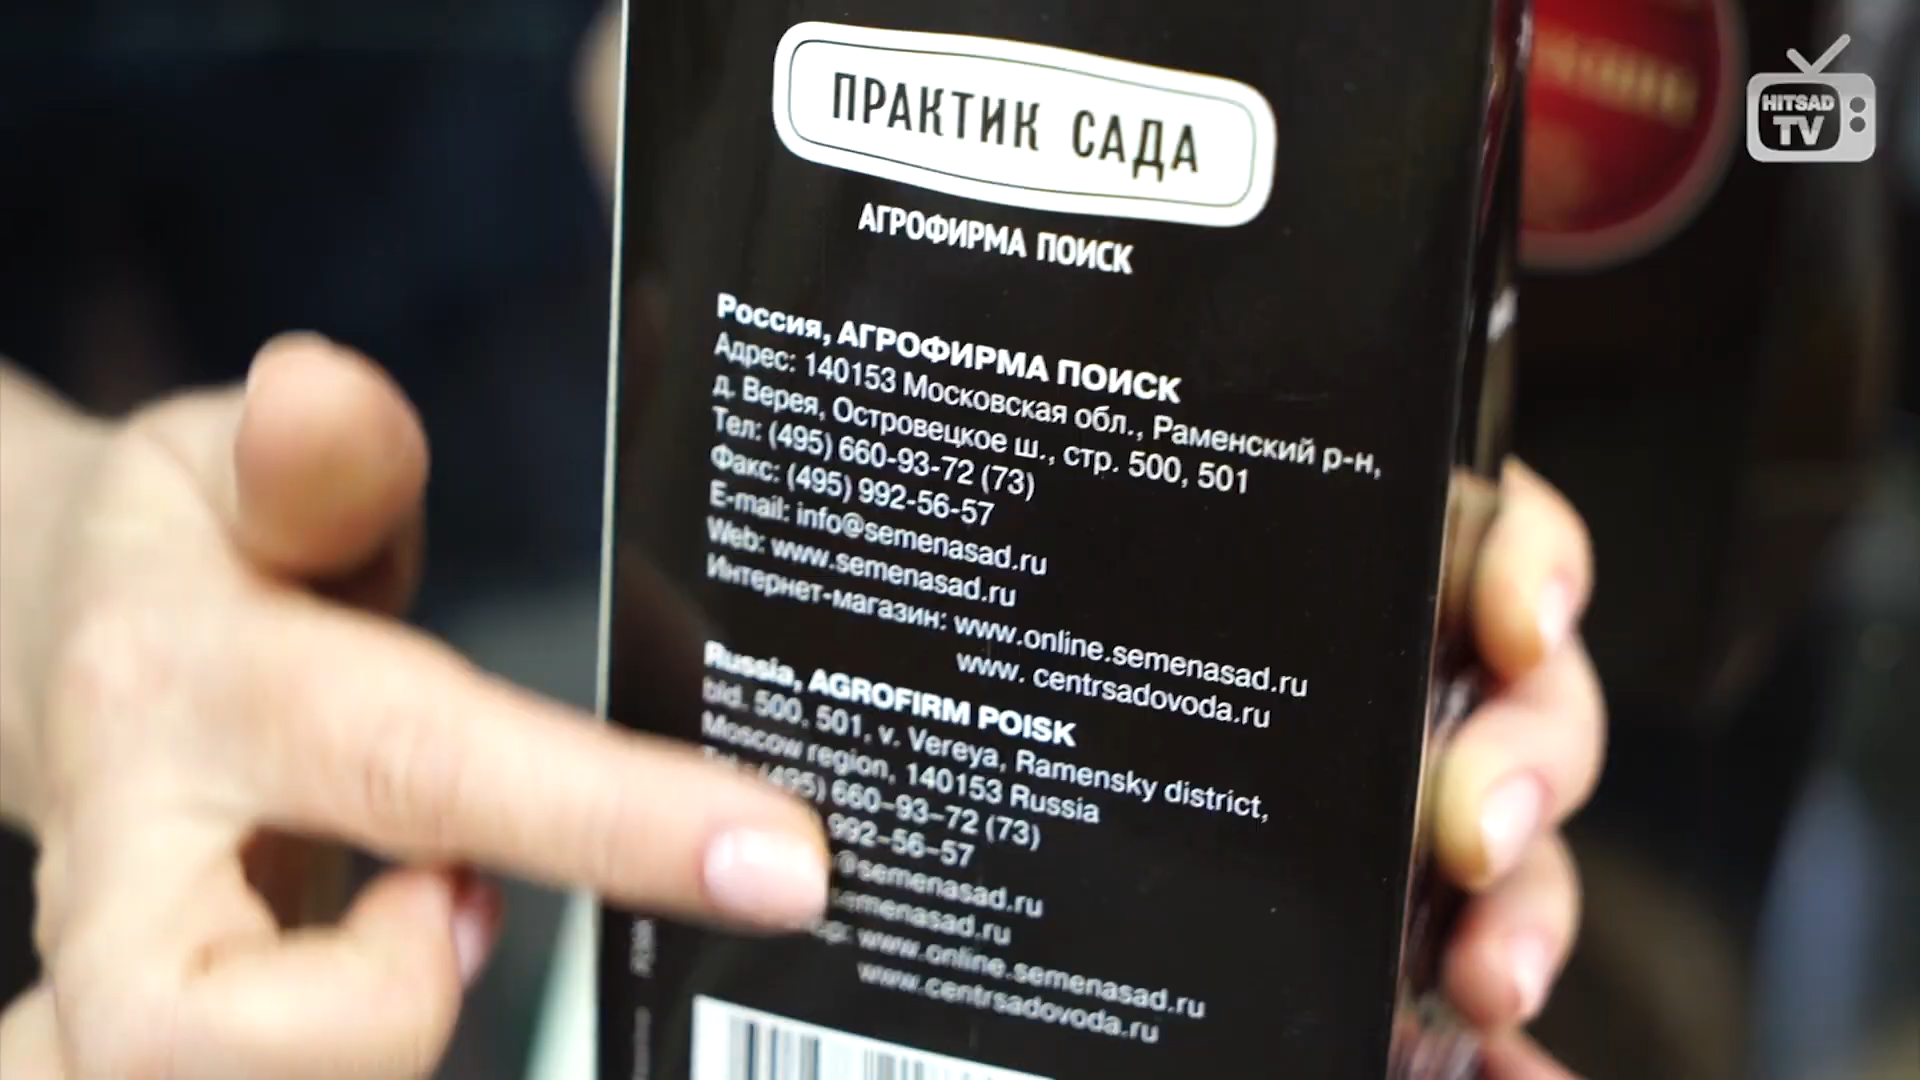 HITSAD
TV
ПРАКТИК САДА
АГРОФИРМА ПОИСК
Россия, АГРОФИРМА ПОИСК
Адрес: 140153 Московская обл., Раменский р-н,
д. Верея, Островецкое ш., стр. 500, 501
Тел: (495) 660-93-72 (73)
Факс: (495) 992-56-57
E-mail: info@semenasad.ru
Web: www.semenasad.ru
Интернет-магазин: www.online.semenasad.ru
www. centrsadovoda.ru
Russia, AGROFIRM POISK
bld. 500, 501, v. Vereya, Ramensky district,
Moscow region, 140153 Russia
(495) 660–93–72 (73)
992–56–57
@semenasad.ru
semenasad.ru
www.online.semenasad.ru
www.centrsadovoda.ru